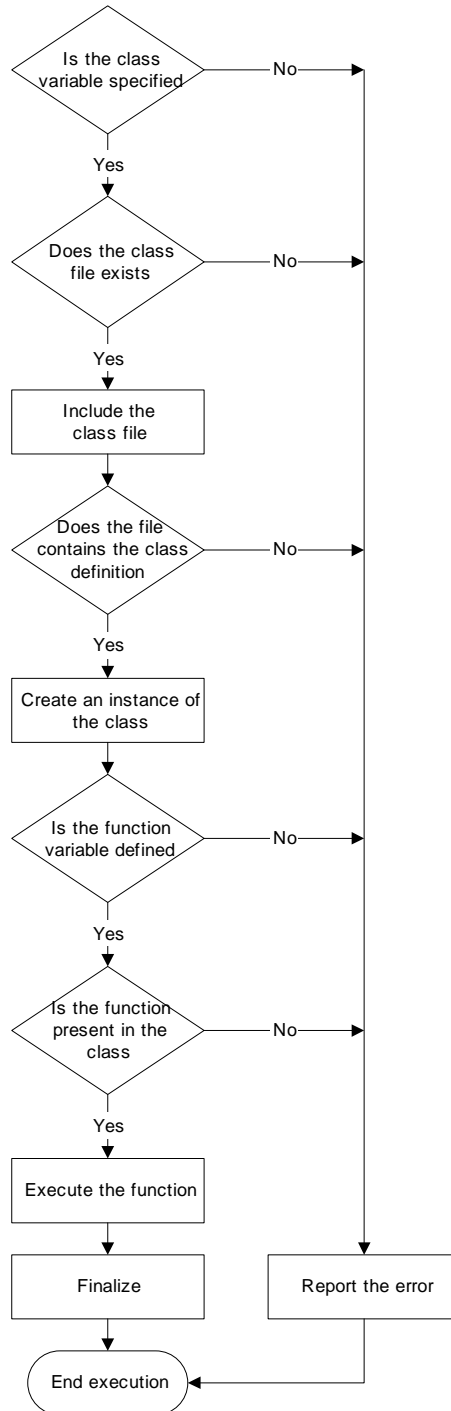 Is the class
variable specified
No
Yes
Does the class
file exists
No
Yes
Include the
class file
Does the file
contains the class
definition
No
Yes
Create an instance of
the class
Is the function
variable defined
No
Yes
Is the function
present in the
class
No
Yes
Execute the function
Finalize
Report the error
End execution